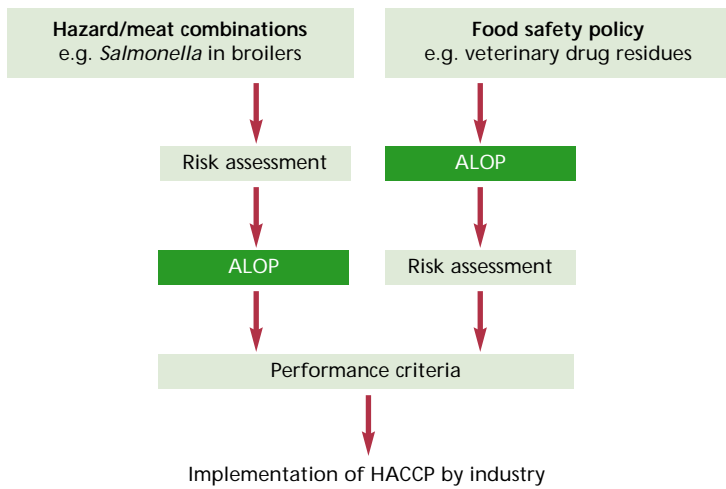 Hazard/meat combinations
e.g. Salmonella in broilers
Food safety policy
e.g. veterinary drug residues
Risk assessment
ALOP
ALOP
Risk assessment
Performance criteria
Implementation of HACCP by industry